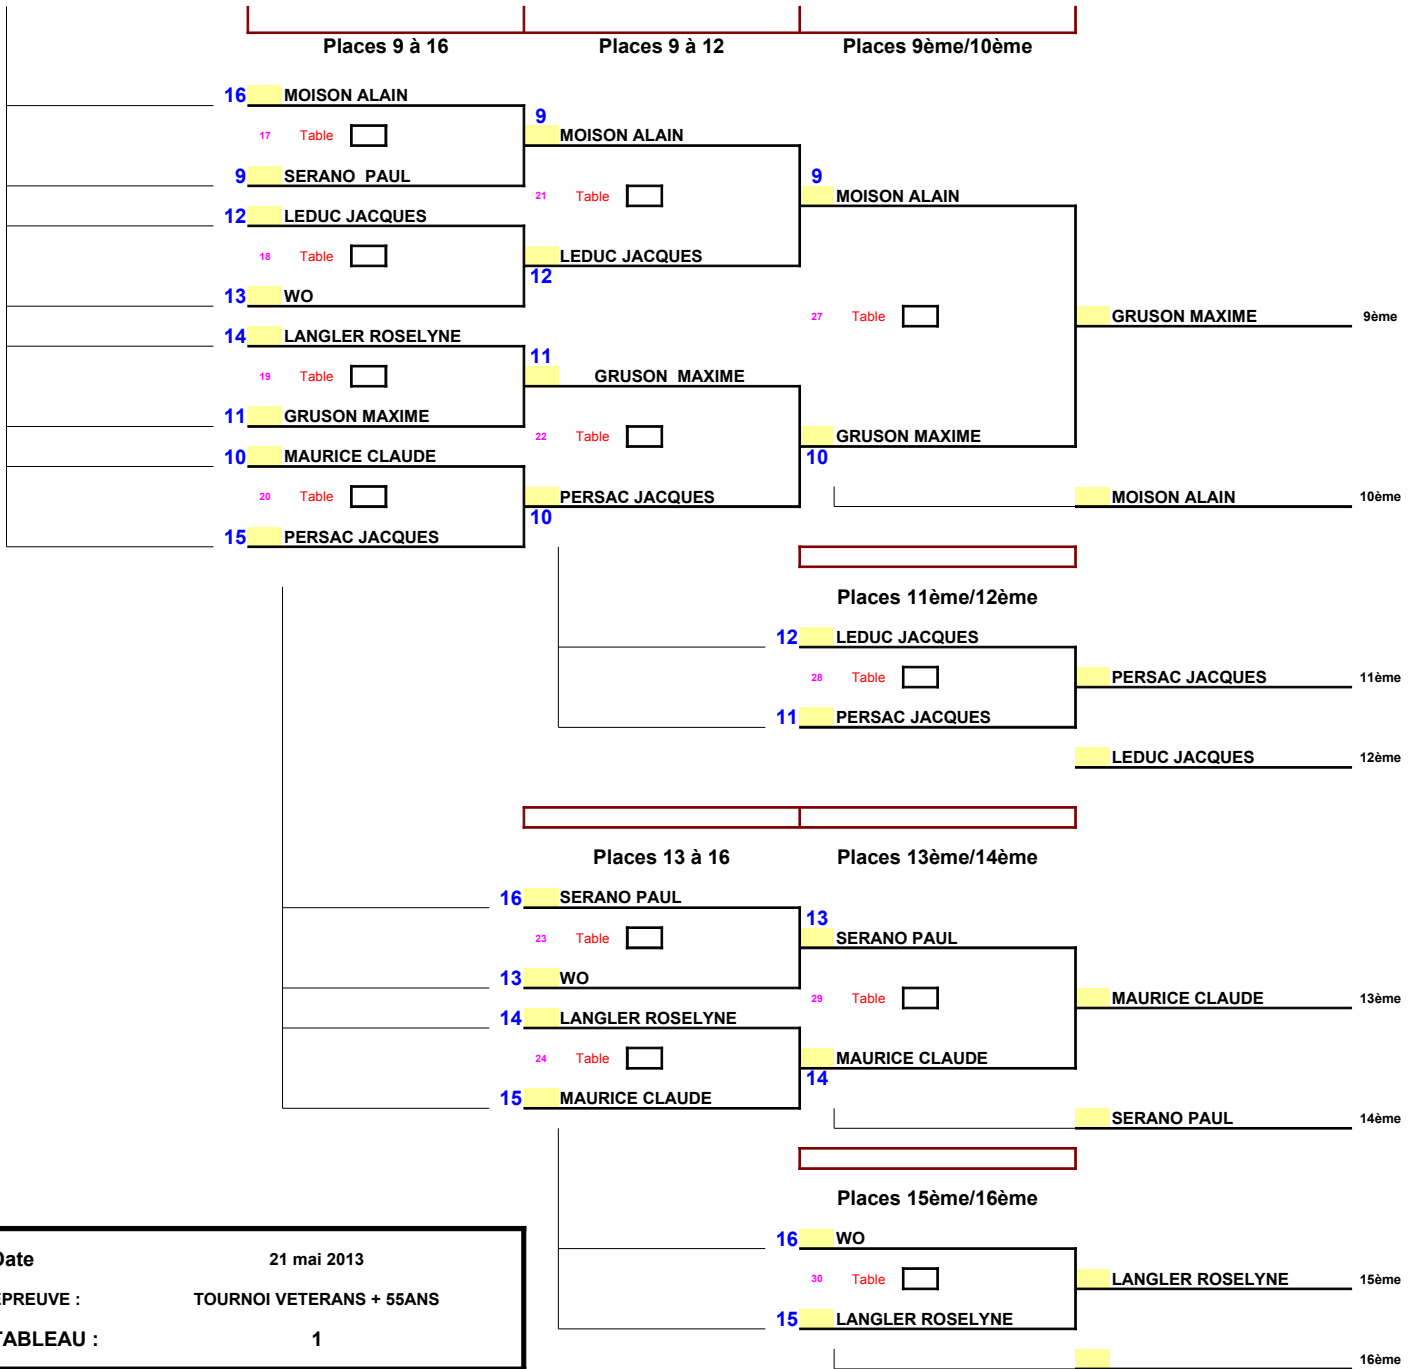 Places 9 à 16 Places 9 à 12 Places 9ème/10ème
16 MOISON ALAIN
9
17 Table MOISON ALAIN
9 SERANO PAUL 9
21 Table MOISON ALAIN
12 LEDUC JACQUES
18 Table LEDUC JACQUES
12
13 WO
27 Table GRUSON MAXIME 9ème
14 LANGLER ROSELYNE
11
19 Table GRUSON MAXIME
11 GRUSON MAXIME
22 Table GRUSON MAXIME
10 MAURICE CLAUDE 10
20 Table PERSAC JACQUES MOISON ALAIN 10ème
10
15 PERSAC JACQUES
Places 11ème/12ème
12 LEDUC JACQUES
28 Table PERSAC JACQUES 11ème
11 PERSAC JACQUES
LEDUC JACQUES 12ème
Places 13 à 16 Places 13ème/14ème
16 SERANO PAUL
13
23 Table SERANO PAUL
13 WO
29 Table MAURICE CLAUDE 13ème
14 LANGLER ROSELYNE
24 Table MAURICE CLAUDE
14
15 MAURICE CLAUDE
SERANO PAUL 14ème
Places 15ème/16ème
16 WO
Date 21 mai 2013
30 Table LANGLER ROSELYNE 15ème
EPREUVE : TOURNOI VETERANS + 55ANS
15 LANGLER ROSELYNE
TABLEAU : 1
16ème